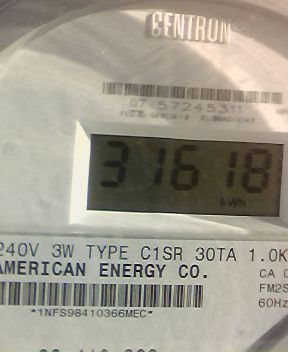 CENTRON
07 57245311
31618
kWh
240V 3W TYPE C1SR 30TA 1.0K
AMERICAN ENERGY CO.
CA 0
FM2S
60Hz
*1NFS98410366MEC*